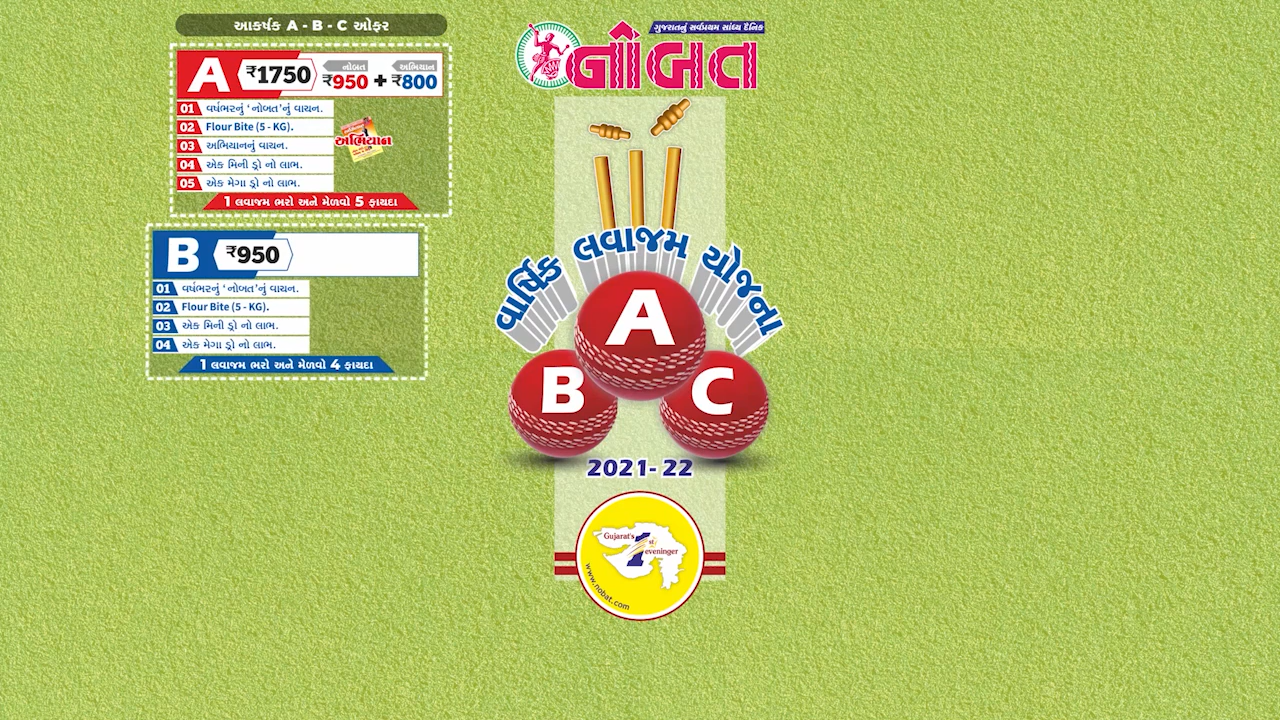 આકર્ષક A - B - C ઓફર
A ₹1750 નોબત ₹950 + અભિયાન ₹800
01 વર્ષભરનું ‘નોબત’નું વાચન.
02 Flour Bite (5 - KG).
03 અભિયાનનું વાચન.
04 એક મિની ડ્રો નો લાભ.
05 એક મેગા ડ્રો નો લાભ.
અભિયાન
1 લવાજમ ભરો અને મેળવો 5 ફાયદા
B ₹950
01 વર્ષભરનું ‘નોબત’નું વાચન.
02 Flour Bite (5 - KG).
03 એક મિની ડ્રો નો લાભ.
04 એક મેગા ડ્રો નો લાભ.
1 લવાજમ ભરો અને મેળવો 4 ફાયદા
ગુજરાતનું સર્વપ્રથમ સાંધ્ય દૈનિક
નોબત
વાર્ષિક લવાજમ યોજના
A
B C
2021- 22
Gujarat's 1st eveninger
www.nobat.com